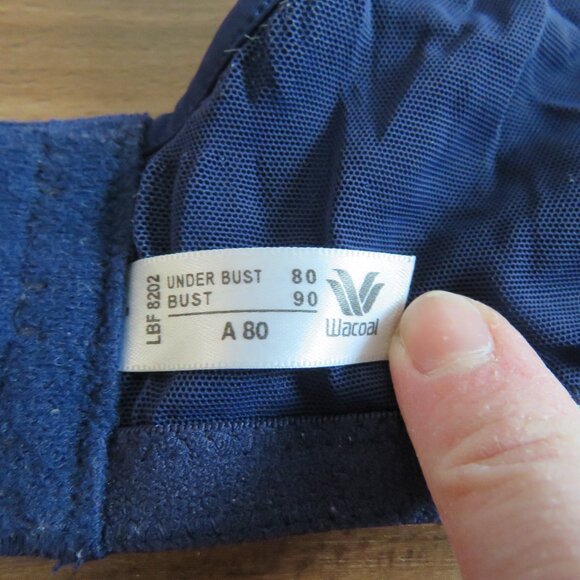 LBF 8202
UNDER BUST 80
BUST 90
A 80
Wacoal